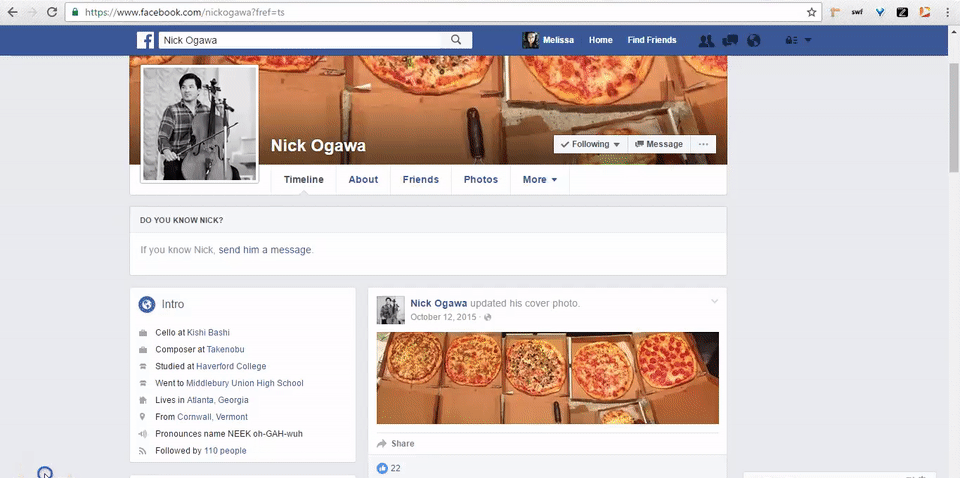 https://www.facebook.com/nickogawa?fref=ts
swf
Nick Ogawa
Melissa
Home
Find Friends
Nick Ogawa
Following
Message
Timeline
About
Friends
Photos
More
DO YOU KNOW NICK?
If you know Nick, send him a message.
Intro
Cello at Kishi Bashi
Composer at Takenobu
Studied at Haverford College
Went to Middlebury Union High School
Lives in Atlanta, Georgia
From Cornwall, Vermont
Pronounces name NEEK oh-GAH-wuh
Followed by 110 people
Nick Ogawa updated his cover photo.
October 12, 2015 ·
Share
22